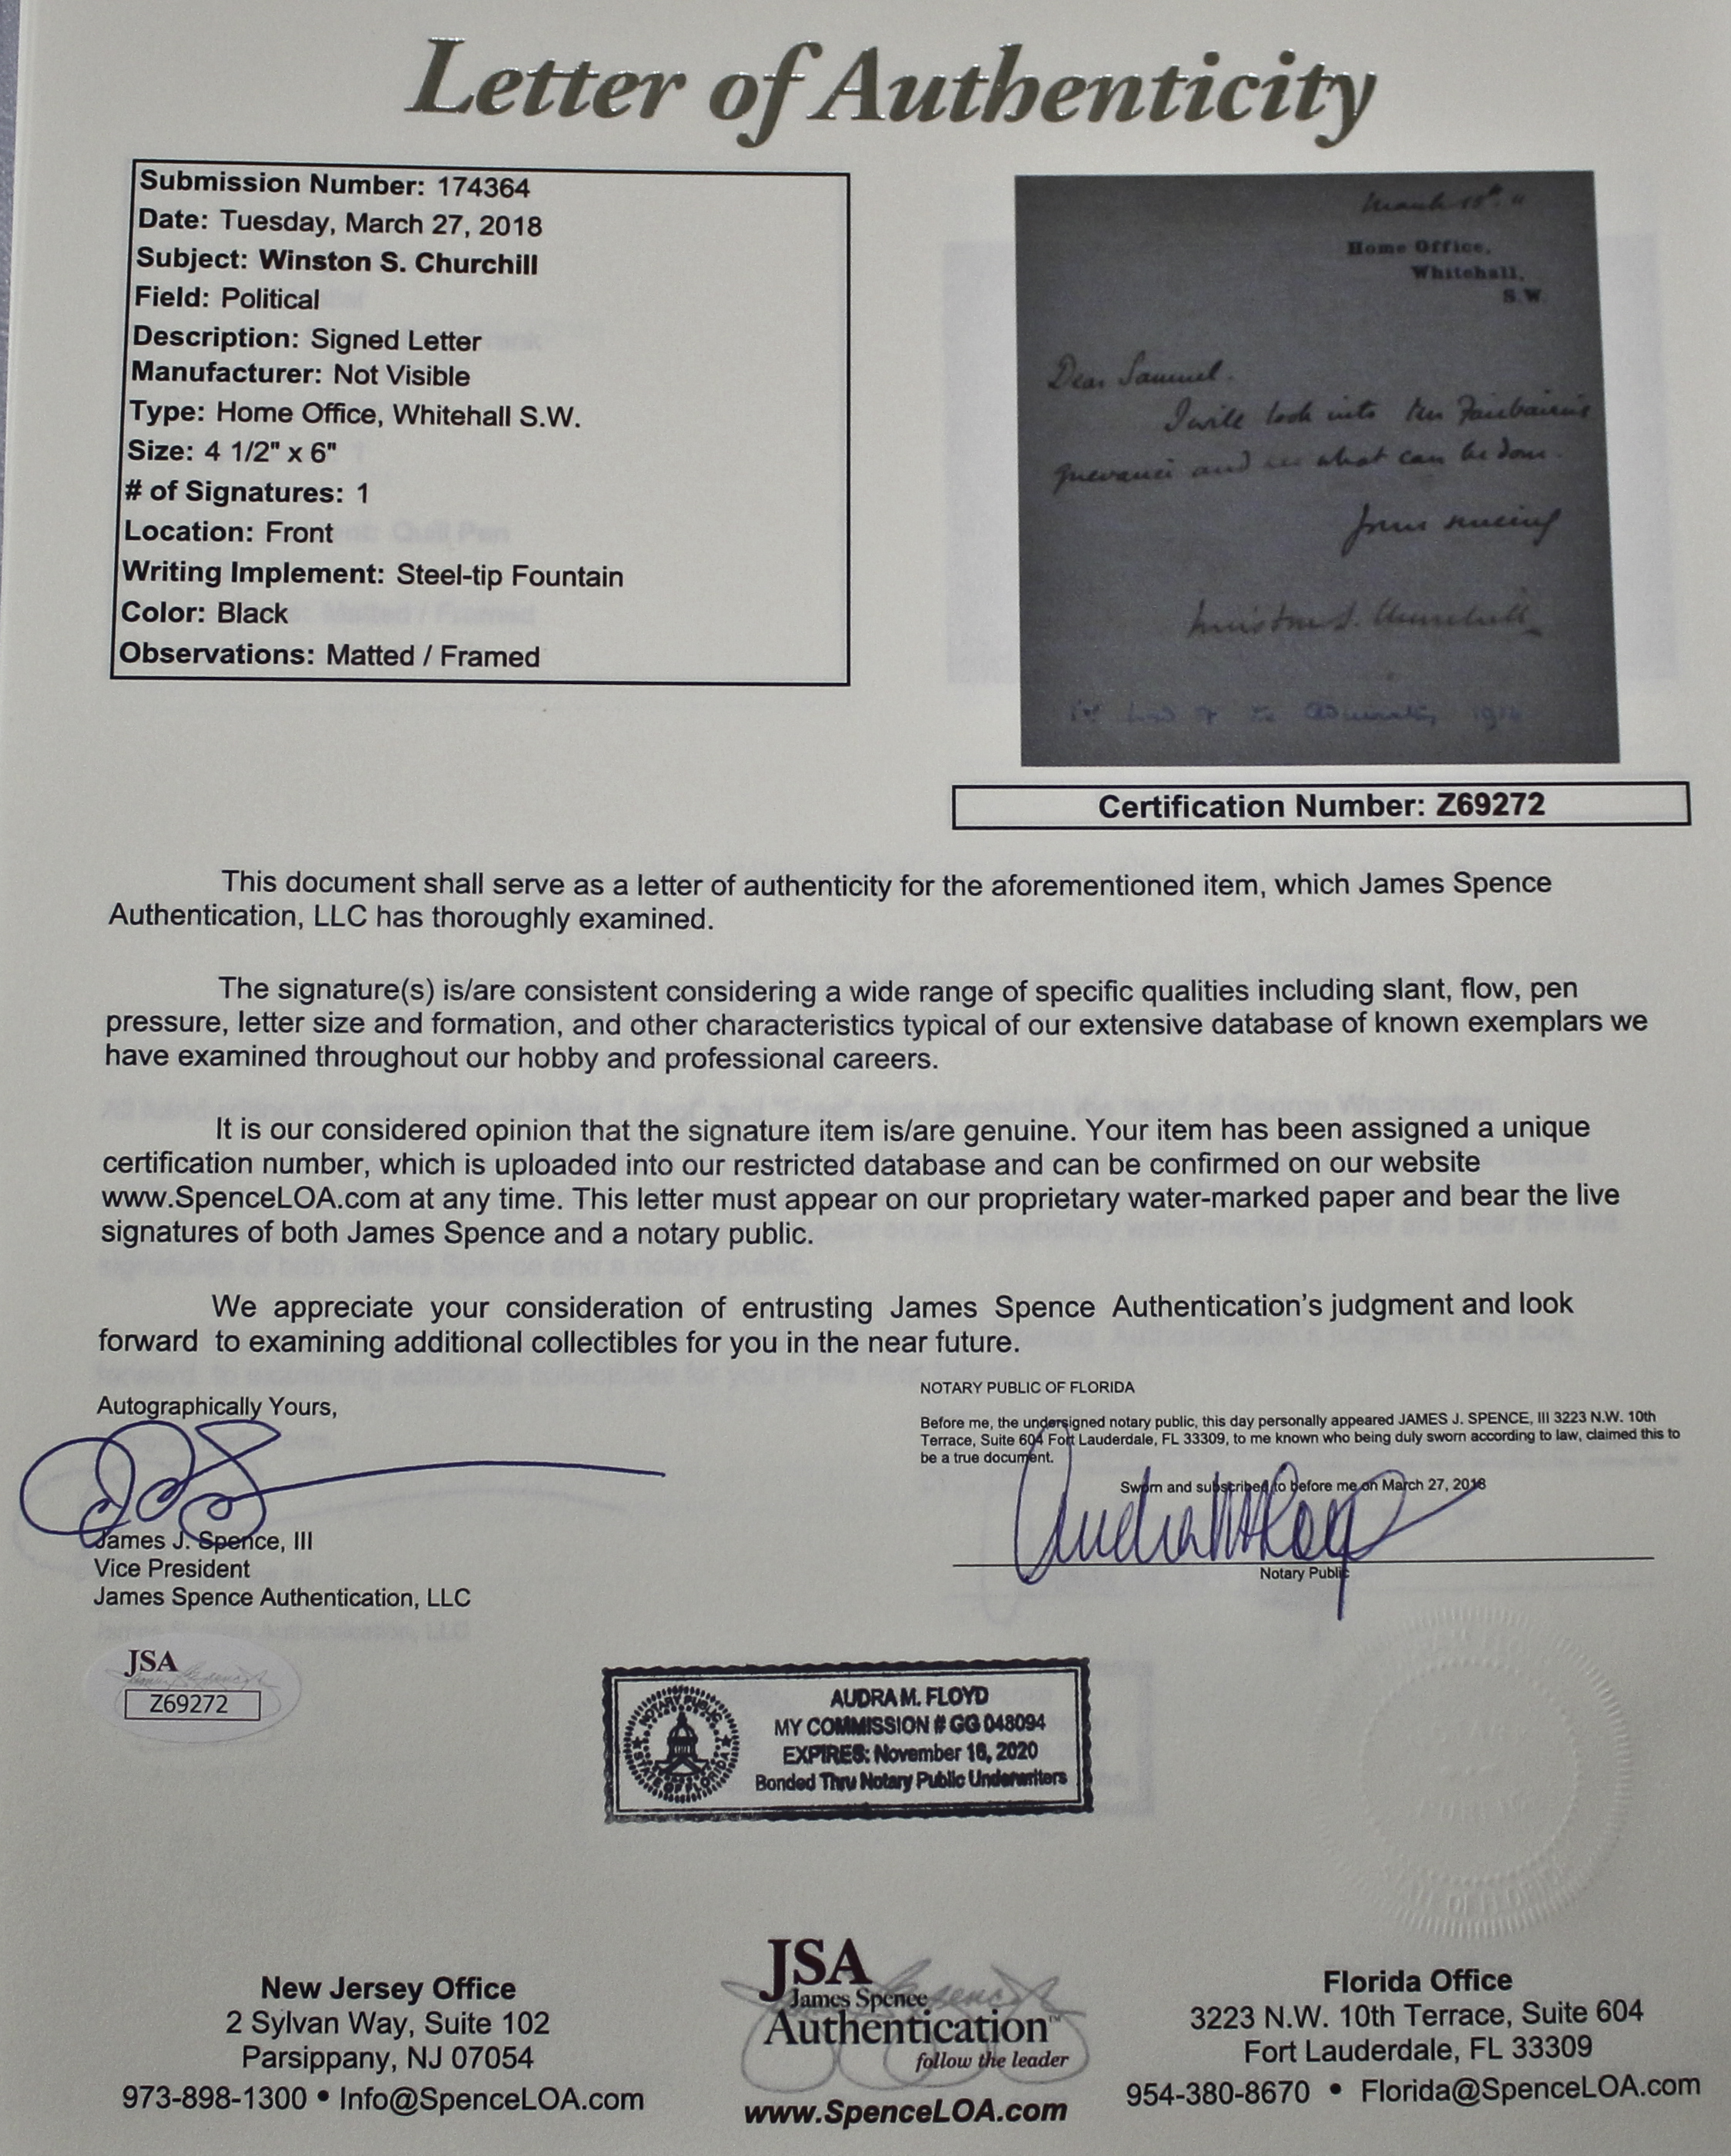 Letter of Authenticity
Submission Number: 174364
Date: Tuesday, March 27, 2018
Subject: Winston S. Churchill
Field: Political
Description: Signed Letter
Manufacturer: Not Visible
Type: Home Office, Whitehall S.W.
Size: 4 1/2" x 6"
# of Signatures: 1
Location: Front
Writing Implement: Steel-tip Fountain
Color: Black
Observations: Matted / Framed
March
Home Office,
Whitehall,
S.W.
Dear Samuel.
I will look into Fairbairns
and see what can be done.
Yours sincerely
Winston S. Churchill
1st Lord of the Admiralty
Certification Number: Z69272
This document shall serve as a letter of authenticity for the aforementioned item, which James Spence
Authentication, LLC has thoroughly examined.
The signature(s) is/are consistent considering a wide range of specific qualities including slant, flow, pen
pressure, letter size and formation, and other characteristics typical of our extensive database of known exemplars we
have examined throughout our hobby and professional careers.
It is our considered opinion that the signature item is/are genuine. Your item has been assigned a unique
certification number, which is uploaded into our restricted database and can be confirmed on our website
www.SpenceLOA.com at any time. This letter must appear on our proprietary water-marked paper and bear the live
signatures of both James Spence and a notary public.
We appreciate your consideration of entrusting James Spence Authentication's judgment and look
forward to examining additional collectibles for you in the near future.
Autographically Yours,
James J. Spence, III
Vice President
James Spence Authentication, LLC
NOTARY PUBLIC OF FLORIDA
Before me, the undersigned notary public, this day personally appeared JAMES J. SPENCE, III 3223 N.W. 10th
Terrace, Suite 604 Fort Lauderdale, FL 33309, to me known who being duly sworn according to law, claimed this to
be a true document.
Sworn and subscribed to before me on March 27, 2018
Notary Public
JSA
Z69272
NOTARY PUBLIC
STATE OF FLORIDA
AUDRA M. FLOYD
MY COMMISSION # GG 048094
EXPIRES: November 16, 2020
Bonded Thru Notary Public Underwriters
New Jersey Office
2 Sylvan Way, Suite 102
Parsippany, NJ 07054
973-898-1300 • Info@SpenceLOA.com
JSA
James Spence
Authentication™
follow the leader
www.SpenceLOA.com
Florida Office
3223 N.W. 10th Terrace, Suite 604
Fort Lauderdale, FL 33309
954-380-8670 • Florida@SpenceLOA.com